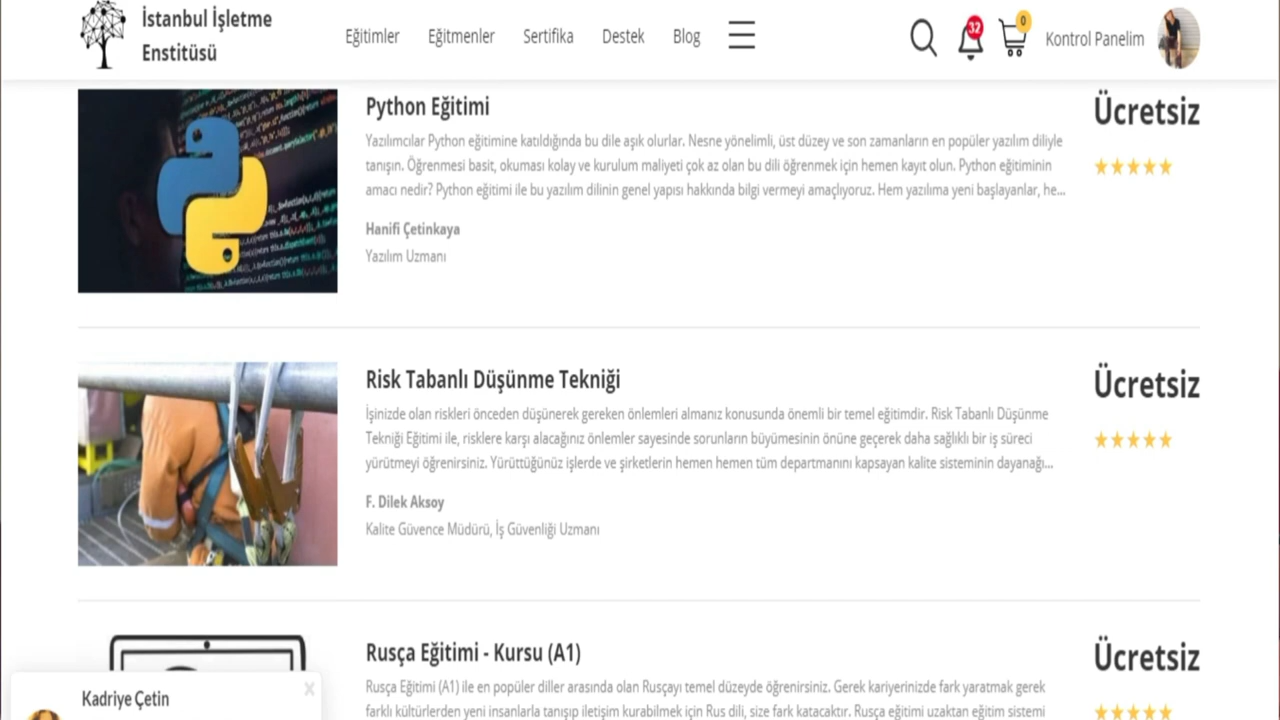 İstanbul İşletme
Enstitüsü
Eğitimler
Eğitmenler
Sertifika
Destek
Blog
32
0
Kontrol Panelim
Python Eğitimi
Ücretsiz
Yazılımcılar Python eğitimine katıldığında bu dile aşık olurlar. Nesne yönelimli, üst düzey ve son zamanların en popüler yazılım diliyle
tanışın. Öğrenmesi basit, okuması kolay ve kurulum maliyeti çok az olan bu dili öğrenmek için hemen kayıt olun. Python eğitiminin
amacı nedir? Python eğitimi ile bu yazılım dilinin genel yapısı hakkında bilgi vermeyi amaçlıyoruz. Hem yazılıma yeni başlayanlar, he...
Hanifi Çetinkaya
Yazılım Uzmanı
Risk Tabanlı Düşünme Tekniği
Ücretsiz
İşinizde olan riskleri önceden düşünerek gereken önlemleri almanız konusunda önemli bir temel eğitimdir. Risk Tabanlı Düşünme
Tekniği Eğitimi ile, risklere karşı alacağınız önlemler sayesinde sorunların büyümesinin önüne geçerek daha sağlıklı bir iş süreci
yürütmeyi öğrenirsiniz. Yürüttüğünüz işlerde ve şirketlerin hemen hemen tüm departmanını kapsayan kalite sisteminin dayanağı...
F. Dilek Aksoy
Kalite Güvence Müdürü, İş Güvenliği Uzmanı
Rusça Eğitimi - Kursu (A1)
Ücretsiz
Rusça Eğitimi (A1) ile en popüler diller arasında olan Rusçayı temel düzeyde öğrenirsiniz. Gerek kariyerinizde fark yaratmak gerek
farklı kültürlerden yeni insanlarla tanışıp iletişim kurabilmek için Rus dili, size fark katacaktır. Rusça eğitimi uzaktan eğitim sistemi
Kadriye Çetin